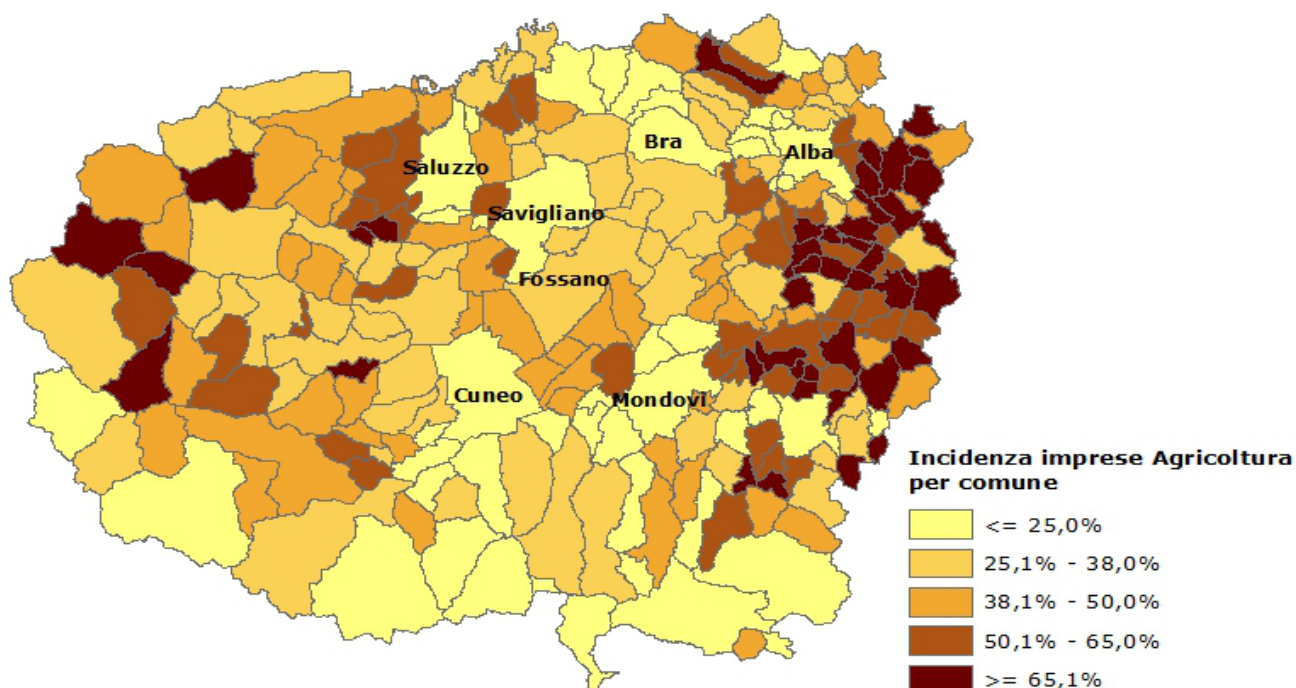 Bra
Alba
Saluzzo
Savigliano
Fossano
Cuneo
Mondovi
Incidenza imprese Agricoltura
per comune
<= 25,0%
25,1% - 38,0%
38,1% - 50,0%
50,1% - 65,0%
>= 65,1%